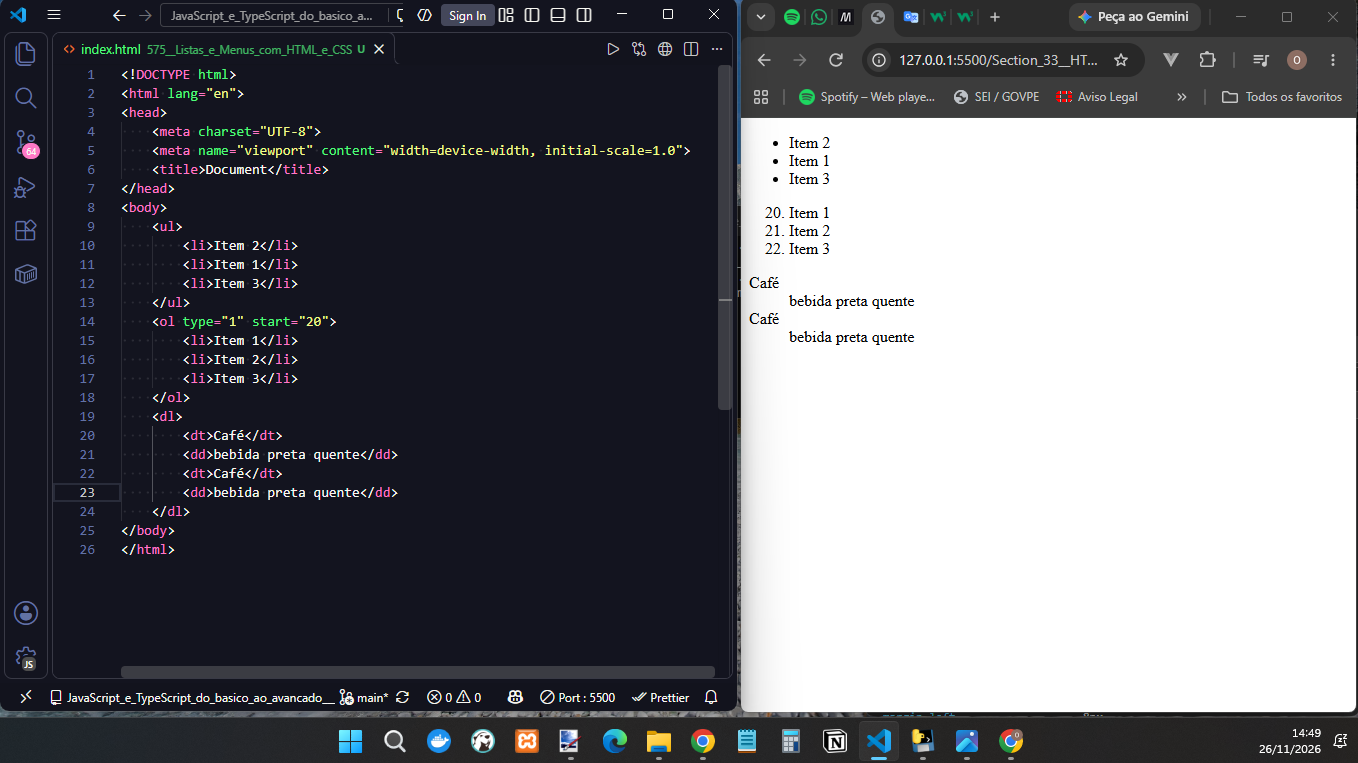 JavaScript_e_TypeScript_do_basico_ao_a...
Sign In
index.html 575__Listas_e_Menus_com_HTML_e_CSS U
1 <!DOCTYPE html>
2 <html lang="en">
3 <head>
4 <meta charset="UTF-8">
5 <meta name="viewport" content="width=device-width, initial-scale=1.0">
6 <title>Document</title>
7 </head>
8 <body>
9 <ul>
10 <li>Item 2</li>
11 <li>Item 1</li>
12 <li>Item 3</li>
13 </ul>
14 <ol type="1" start="20">
15 <li>Item 1</li>
16 <li>Item 2</li>
17 <li>Item 3</li>
18 </ol>
19 <dl>
20 <dt>Café</dt>
21 <dd>bebida preta quente</dd>
22 <dt>Café</dt>
23 <dd>bebida preta quente</dd>
24 </dl>
25 </body>
26 </html>
64
JS
JavaScript_e_TypeScript_do_basico_ao_avancado__ main* 0 0 Port : 5500 Prettier
Peça ao Gemini
127.0.0.1:5500/Section_33__HT...
O
Spotify – Web playe... SEI / GOVPE Aviso Legal » Todos os favoritos
• Item 2
• Item 1
• Item 3
20. Item 1
21. Item 2
22. Item 3
Café
bebida preta quente
Café
bebida preta quente
14:49
26/11/2026